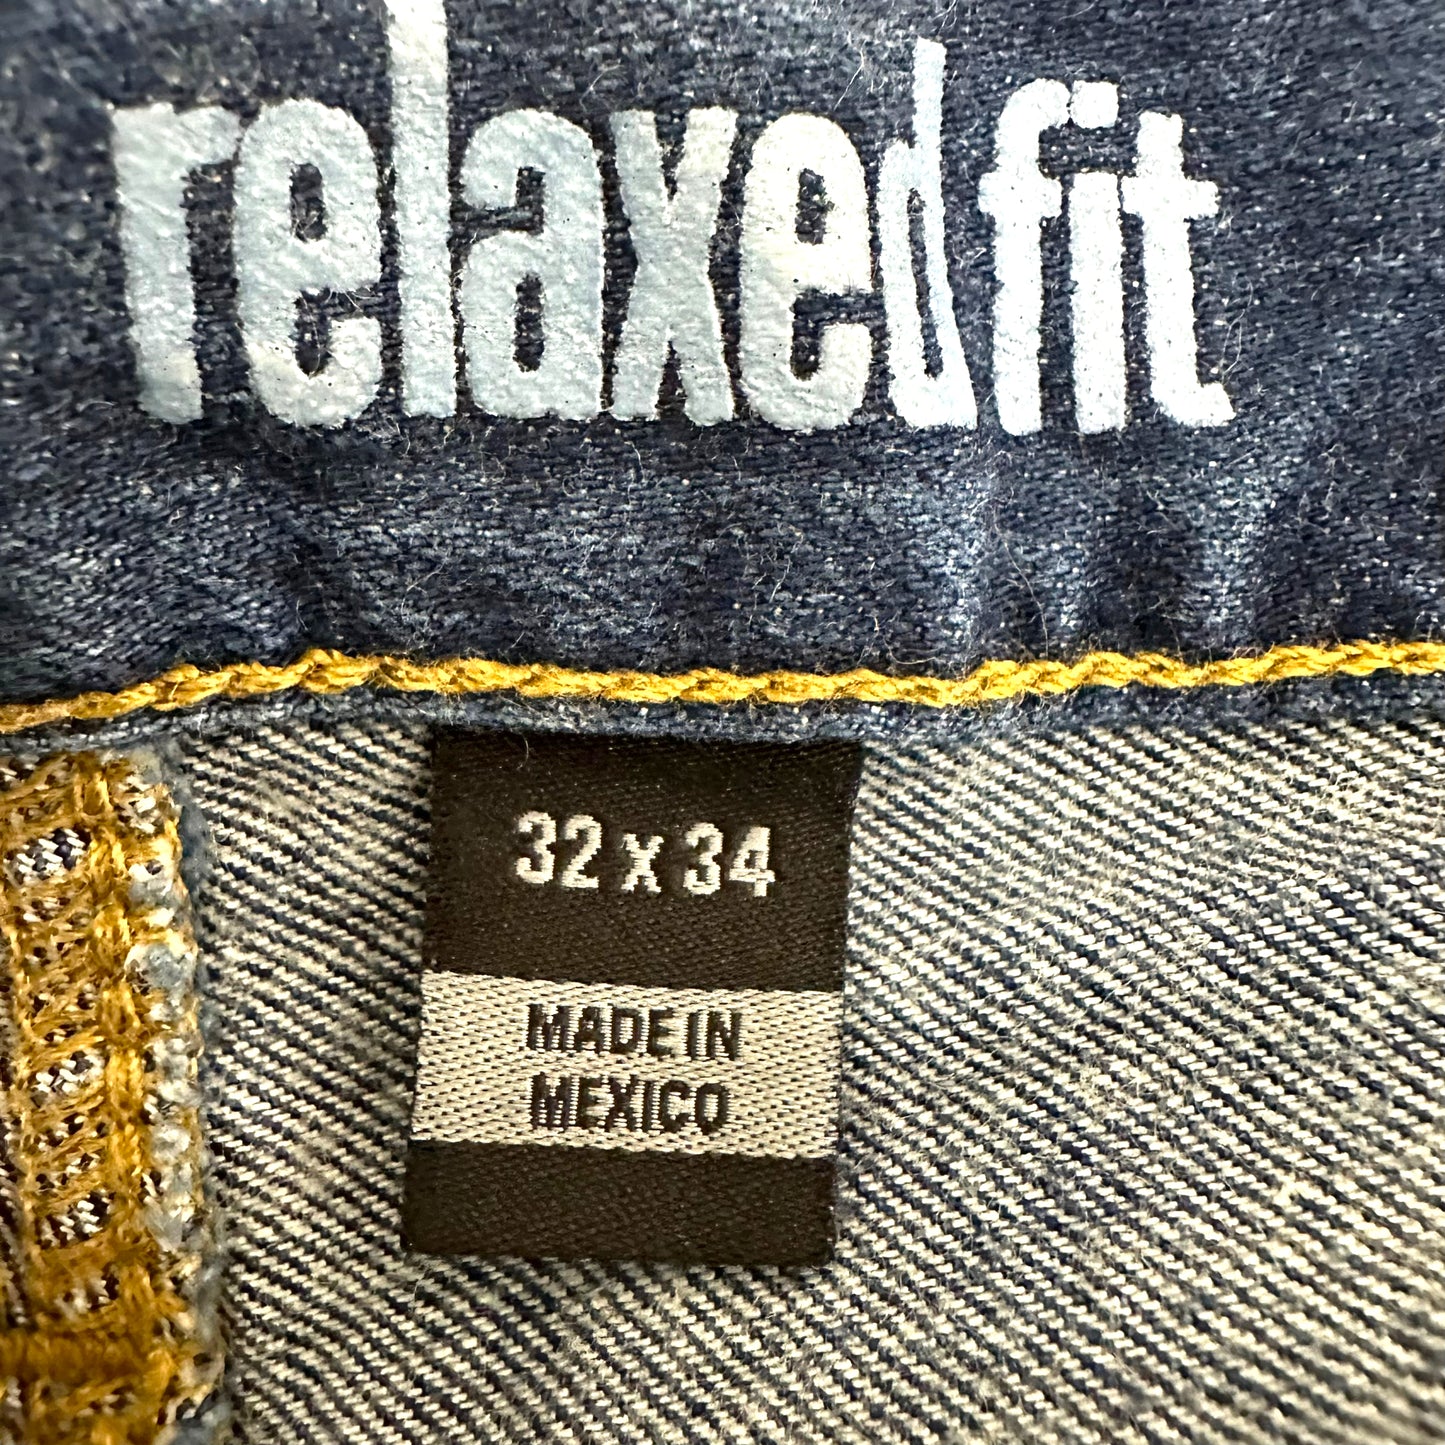 relaxedfit
32 x 34
MADE IN
MEXICO